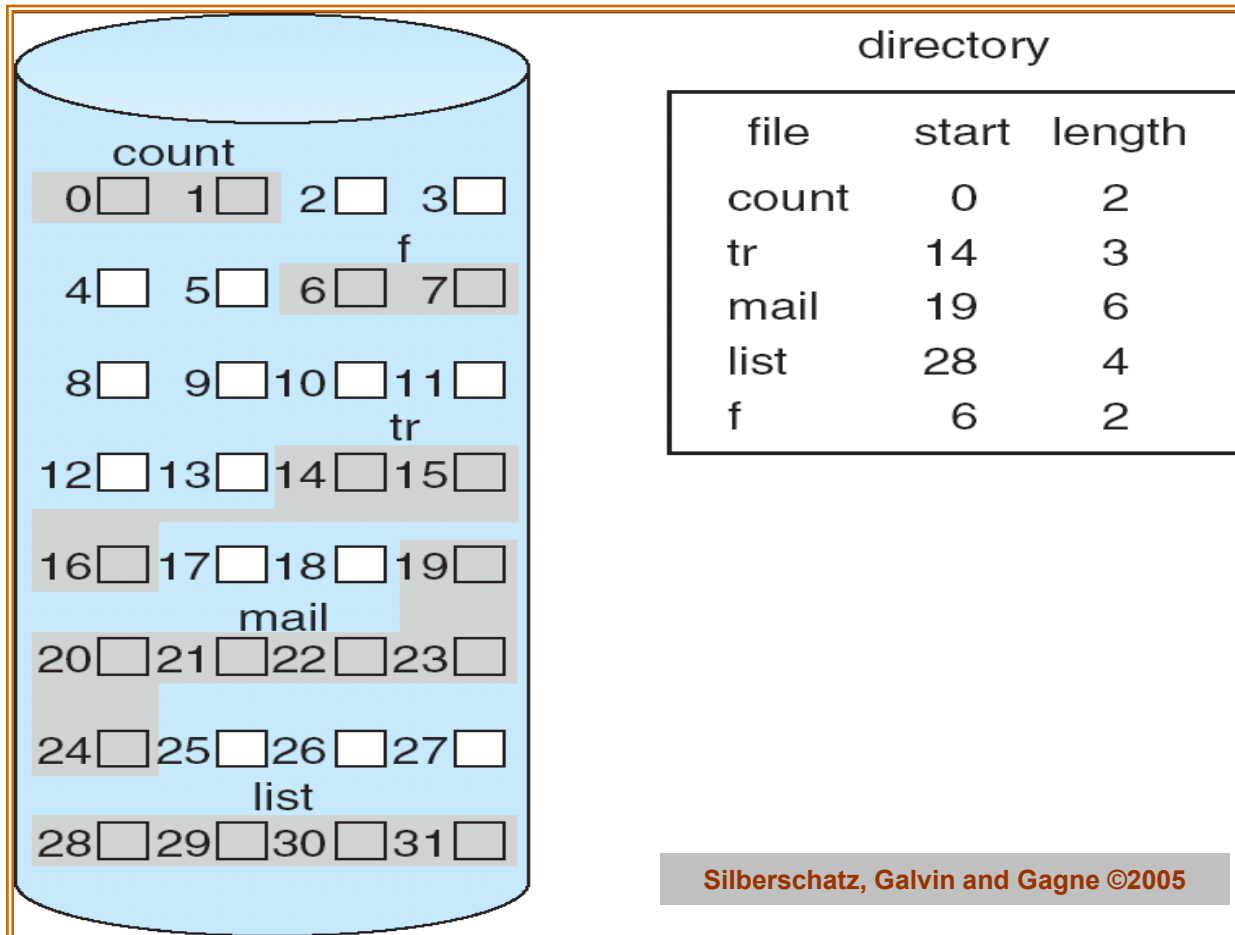 count
0 1 2 3
f
4 5 6 7
8 9 10 11
tr
12 13 14 15
16 17 18 19
mail
20 21 22 23
24 25 26 27
list
28 29 30 31
directory
file start length
count 0 2
tr 14 3
mail 19 6
list 28 4
f 6 2
Silberschatz, Galvin and Gagne ©2005